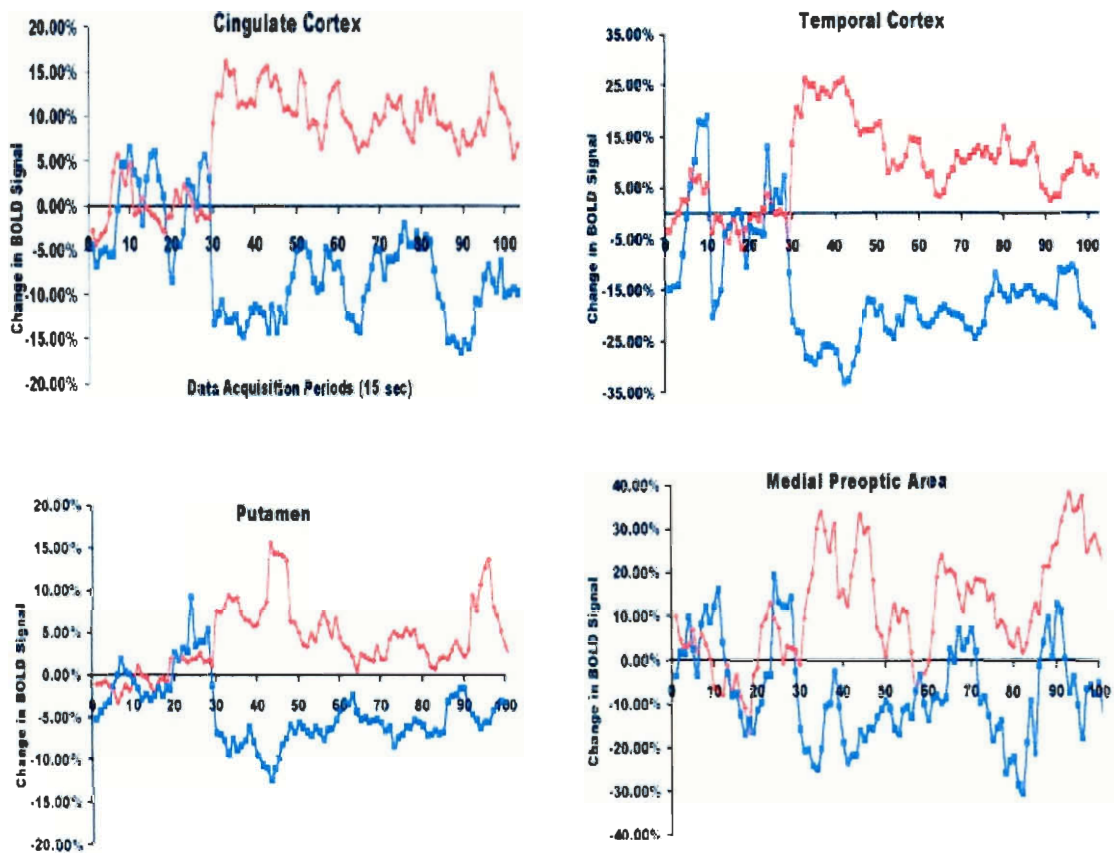 Cingulate Cortex
20.00%
15.00%
10.00%
5.00%
0.00%
-5.00%
-10.00%
-15.00%
-20.00%
0 10 20 30 40 50 60 70 80 90 100
Change in BOLD Signal
Data Acquisition Periods (15 sec)
Temporal Cortex
35.00%
25.00%
15.00%
5.00%
-5.00%
-15.00%
-25.00%
-35.00%
0 10 20 30 40 50 60 70 80 90 100
Change in BOLD Signal
Putamen
20.00%
15.00%
10.00%
5.00%
0.00%
-5.00%
-10.00%
-15.00%
-20.00%
0 10 20 30 40 50 60 70 80 90 100
Change in BOLD Signal
Medial Preoptic Area
40.00%
30.00%
20.00%
10.00%
0.00%
-10.00%
-20.00%
-30.00%
-40.00%
0 10 20 30 40 50 60 70 80 90 100
Change in BOLD Signal